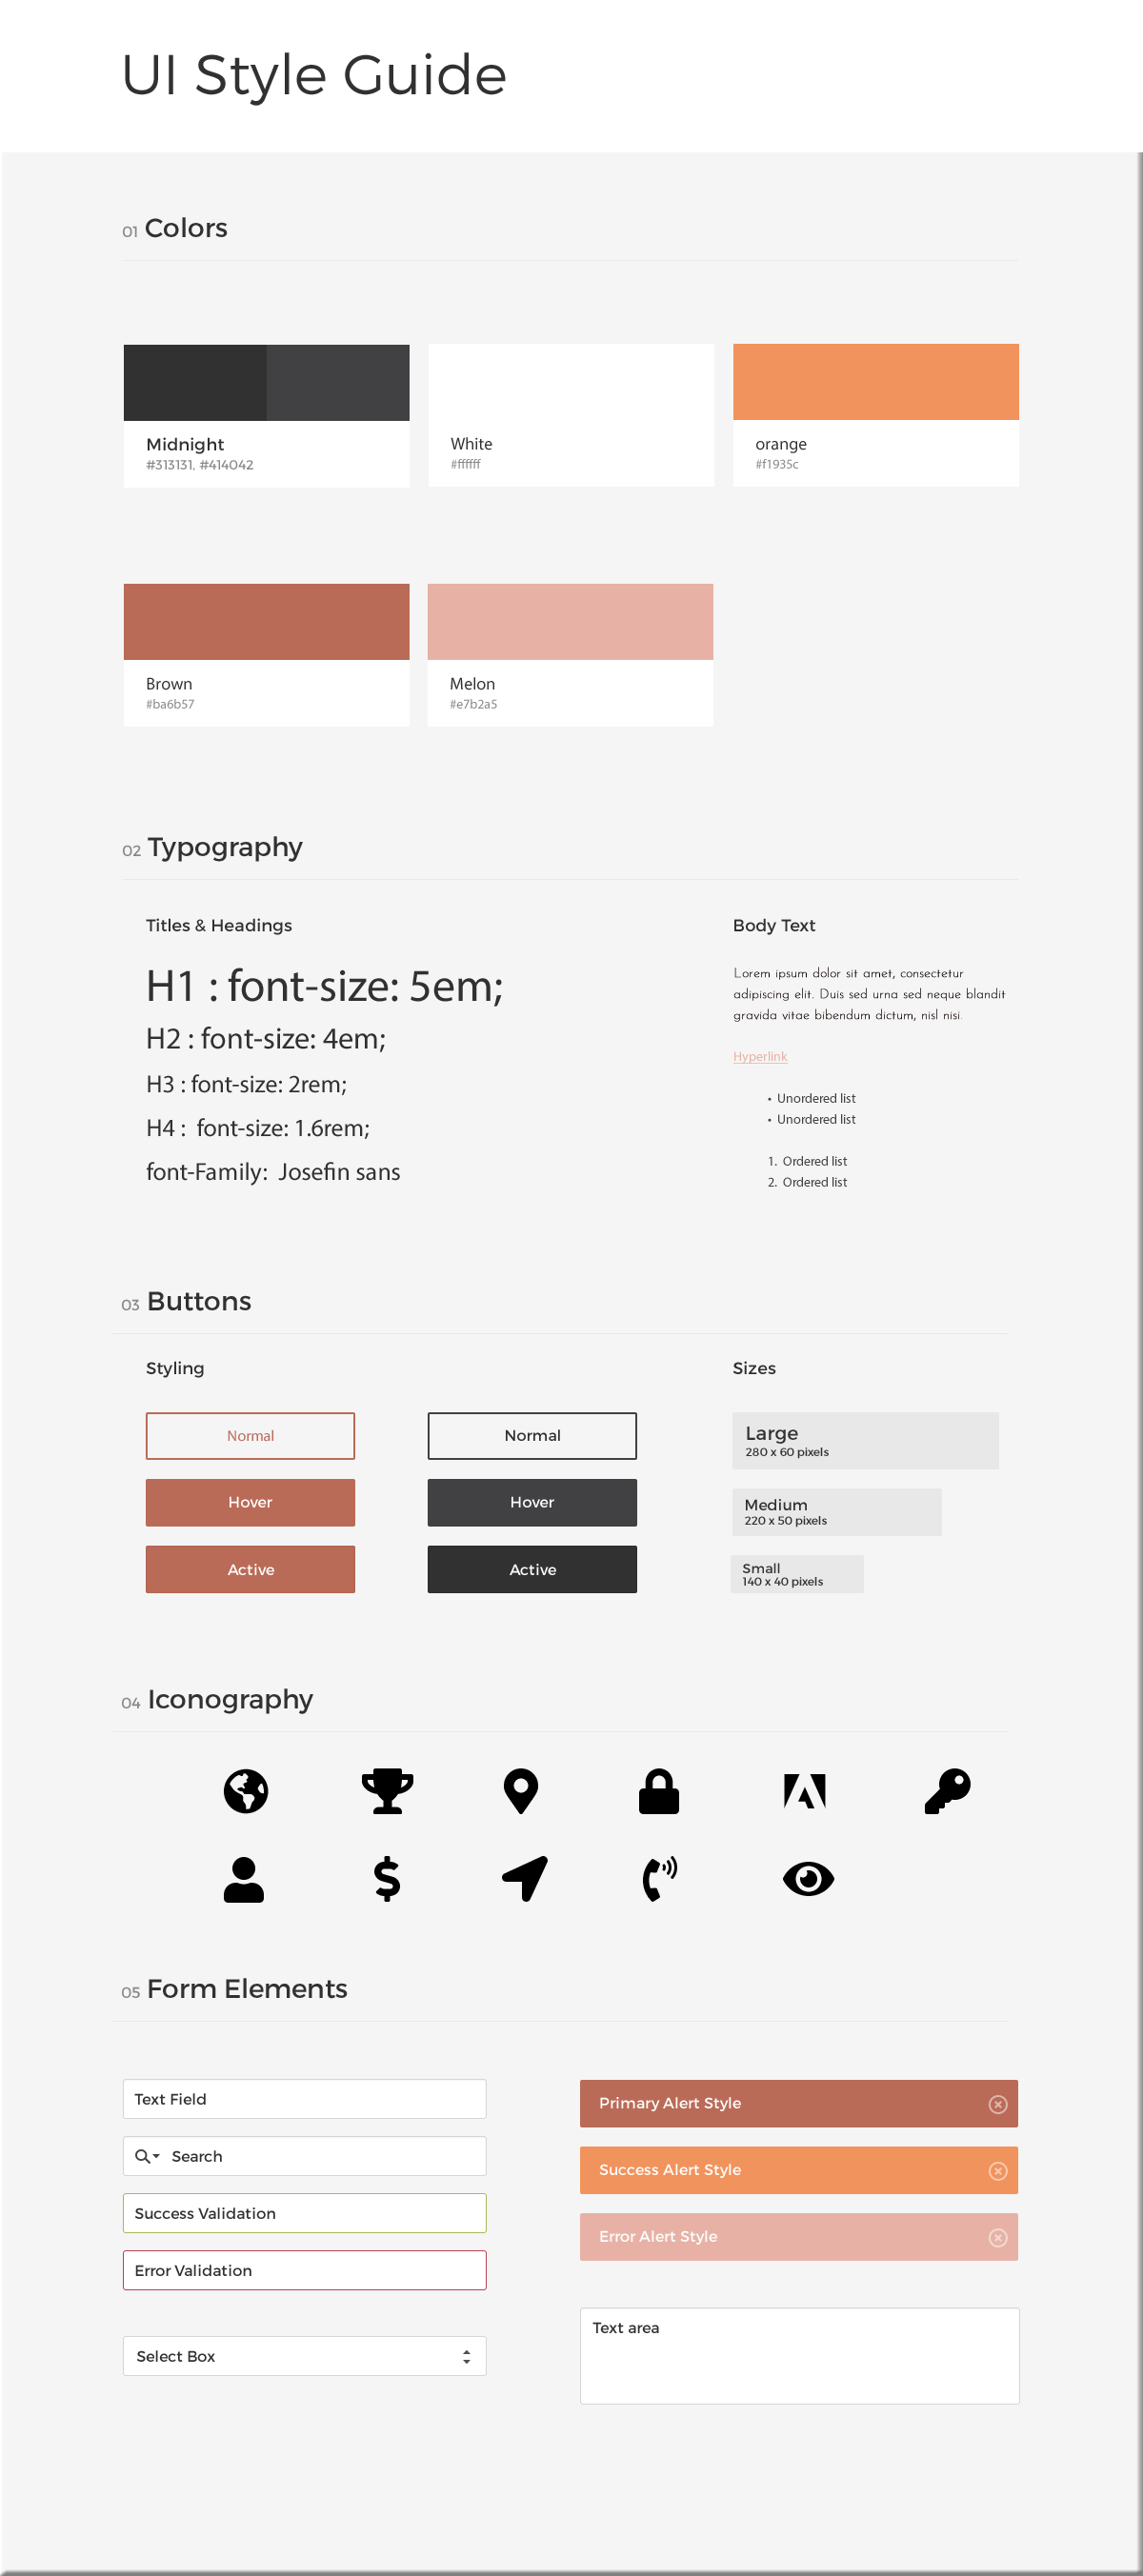 UI Style Guide
01 Colors
Midnight
#313131, #414042
White
#ffffff
orange
#f1935c
Brown
#ba6b57
Melon
#e7b2a5
02 Typography
Titles & Headings
H1 : font-size: 5em;
H2 : font-size: 4em;
H3 : font-size: 2rem;
H4 :  font-size: 1.6rem;
font-Family:  Josefin sans
Body Text
Lorem ipsum dolor sit amet, consectetur
adipiscing elit. Duis sed urna sed neque blandit
gravida vitae bibendum dictum, nisl nisi.
Hyperlink
• Unordered list
• Unordered list
1. Ordered list
2. Ordered list
03 Buttons
Styling
Normal
Hover
Active
Normal
Hover
Active
Sizes
Large
280 x 60 pixels
Medium
220 x 50 pixels
Small
140 x 40 pixels
04 Iconography
05 Form Elements
Text Field
Search
Success Validation
Error Validation
Select Box
Primary Alert Style
Success Alert Style
Error Alert Style
Text area